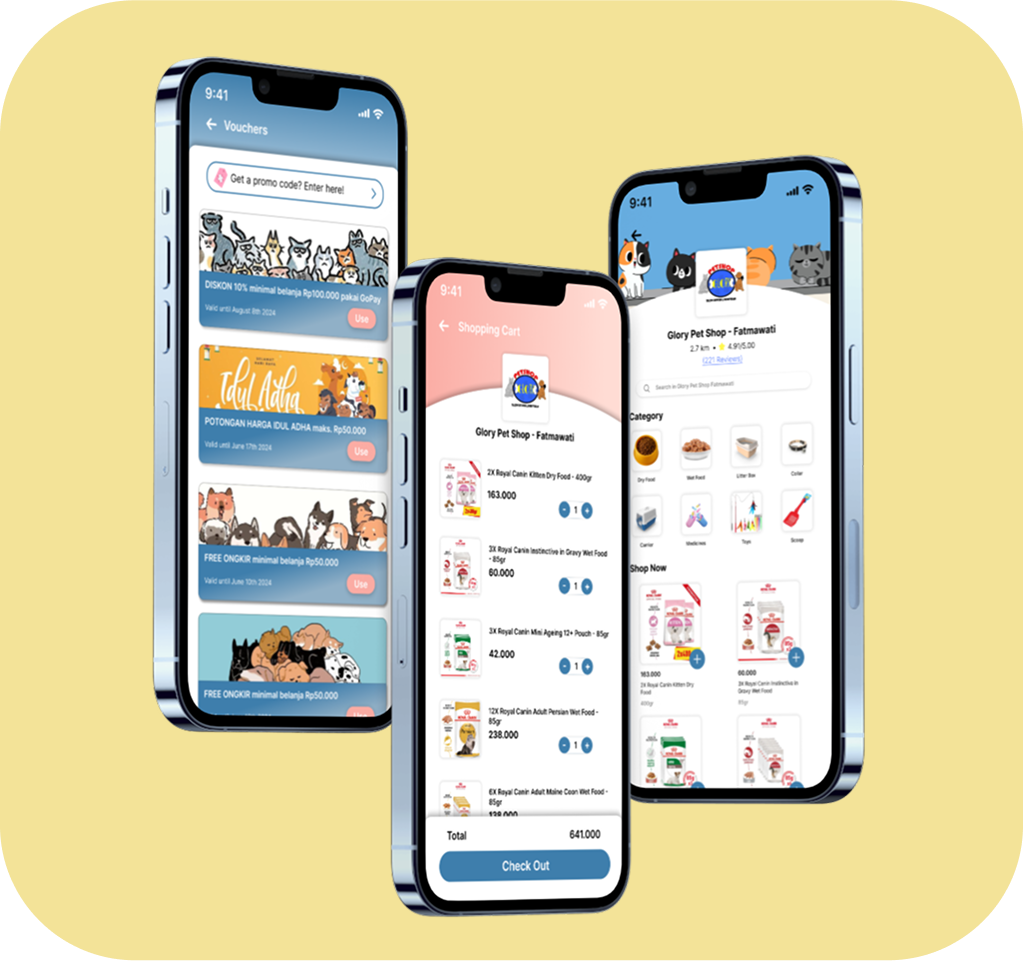 9:41
Vouchers
Get a promo code? Enter here!
DISKON 10% minimal belanja Rp100.000 pakai GoPay
Valid until August 8th 2024
Use
Idul Adha
POTONGAN HARGA IDUL ADHA maks. Rp50.000
Valid until June 17th 2024
Use
FREE ONGKIR minimal belanja Rp50.000
Valid until June 10th 2024
Use
FREE ONGKIR minimal belanja Rp50.000
Use
9:41
Shopping Cart
PETSHOP
Glory Pet Shop - Fatmawati
2X Royal Canin Kitten Dry Food - 400gr
163.000
- 1 +
3X Royal Canin Instinctive in Gravy Wet Food
- 85gr
60.000
- 1 +
3X Royal Canin Mini Ageing 12+ Pouch - 85gr
42.000
- 1 +
12X Royal Canin Adult Persian Wet Food -
85gr
238.000
- 1 +
6X Royal Canin Adult Maine Coon Wet Food -
85gr
138.000
Total 641.000
Check Out
9:41
PETSHOP
Glory Pet Shop - Fatmawati
2.7 km • 4.91/5.00
(221 Reviews)
Search in Glory Pet Shop Fatmawati
Category
Dry Food
Wet Food
Litter Box
Collar
Carrier
Medicines
Toys
Scoop
Shop Now
ROYAL CANIN
+
ROYAL CANIN
+
163.000
2X Royal Canin Kitten Dry
Food
400gr
60.000
3X Royal Canin Instinctive in
Gravy Wet Food
85gr